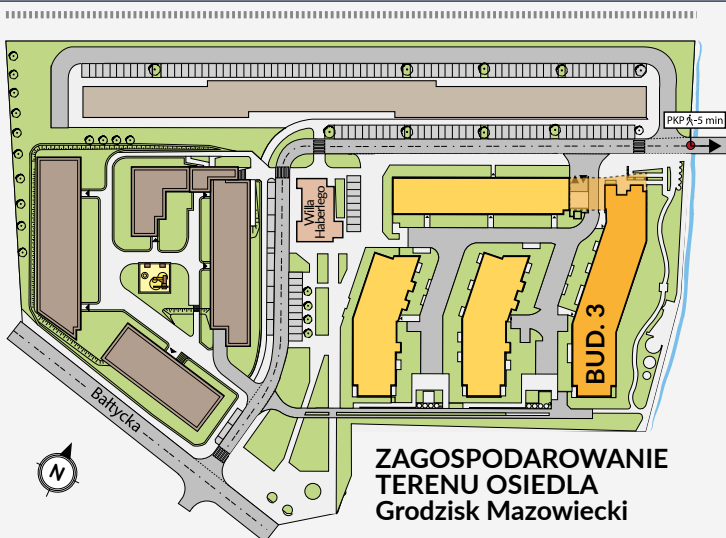 PKP -5 min
Willa
Haberlego
BUD. 3
Bałtycka
N
ZAGOSPODAROWANIE
TERENU OSIEDLA
Grodzisk Mazowiecki